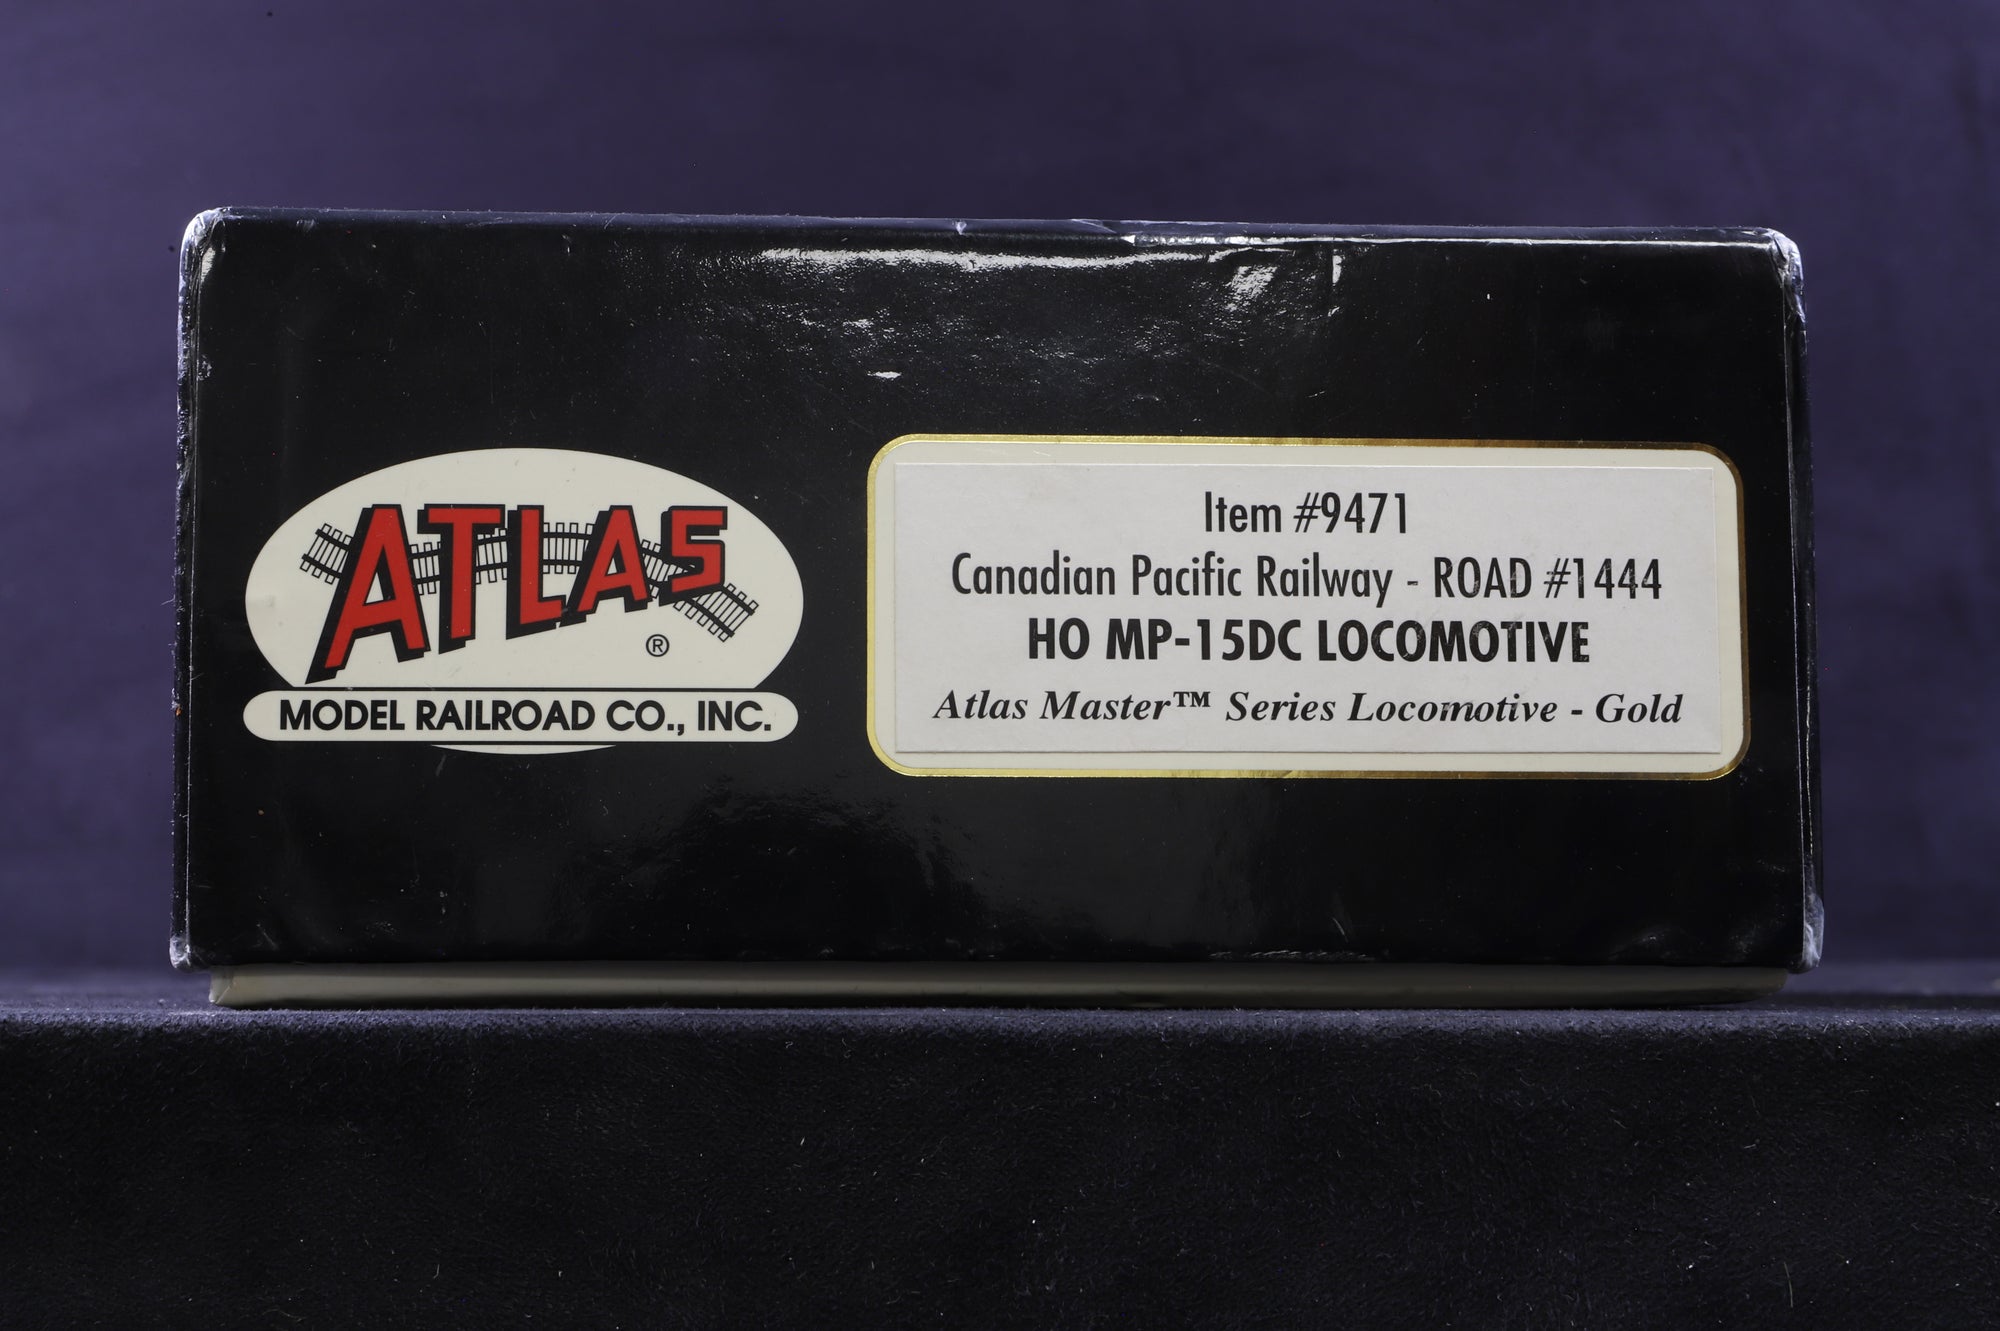 ATLAS
®
MODEL RAILROAD CO., INC.
Item #9471
Canadian Pacific Railway - ROAD #1444
HO MP-15DC LOCOMOTIVE
Atlas Master™ Series Locomotive - Gold